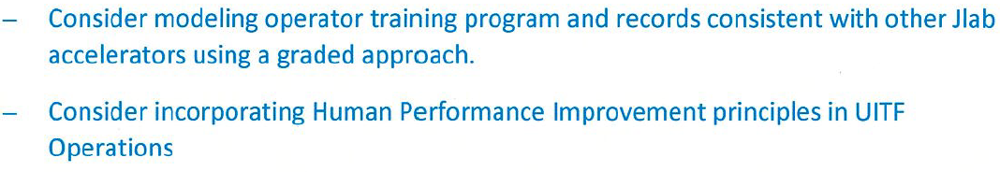 – Consider modeling operator training program and records consistent with other Jlab
accelerators using a graded approach.
– Consider incorporating Human Performance Improvement principles in UITF
Operations